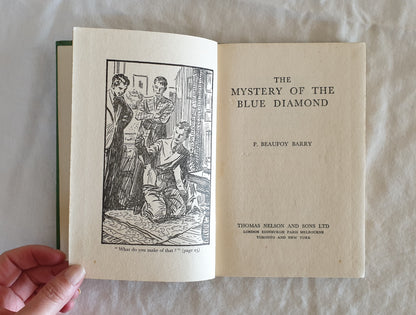 "What do you make of that?" (page 25)
THE
MYSTERY OF THE
BLUE DIAMOND
F. BEAUFOY BARRY
THOMAS NELSON AND SONS LTD
LONDON EDINBURGH PARIS MELBOURNE
TORONTO AND NEW YORK